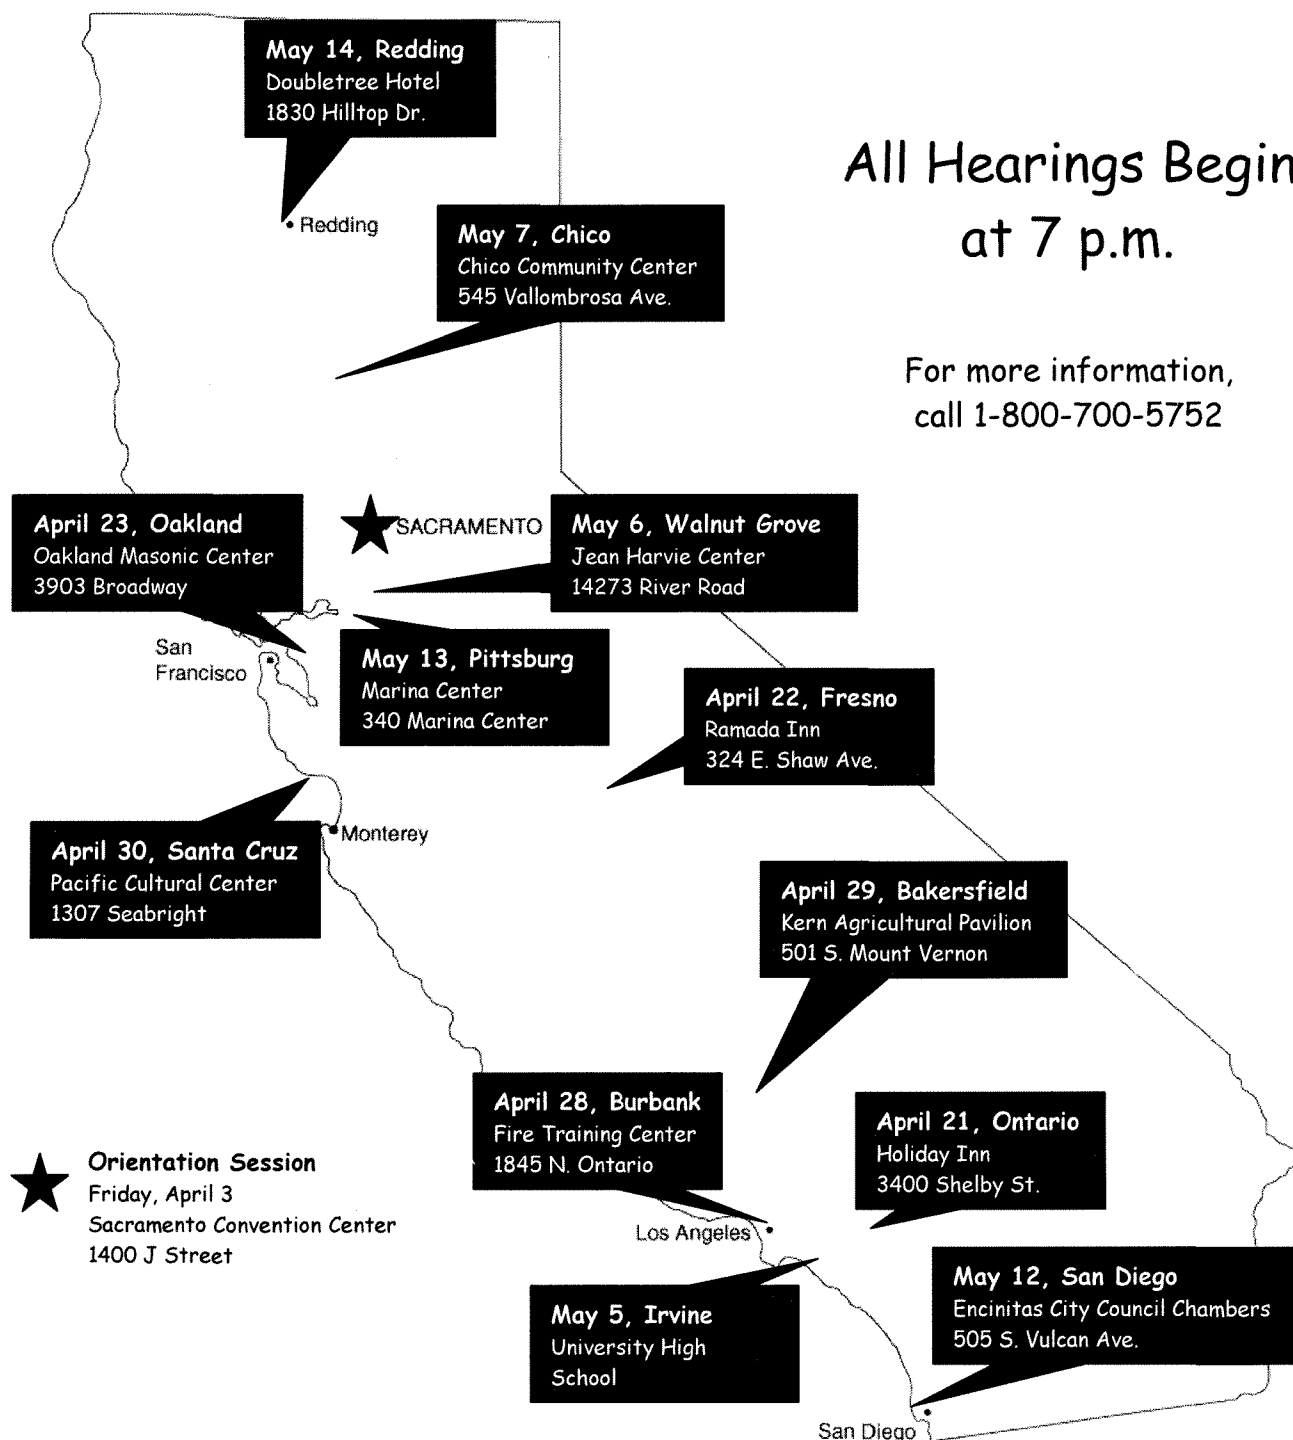 May 14, Redding
Doubletree Hotel
1830 Hilltop Dr.
All Hearings Begin
at 7 p.m.
Redding
May 7, Chico
Chico Community Center
545 Vallombrosa Ave.
For more information,
call 1-800-700-5752
April 23, Oakland
Oakland Masonic Center
3903 Broadway
SACRAMENTO
May 6, Walnut Grove
Jean Harvie Center
14273 River Road
San
Francisco
May 13, Pittsburg
Marina Center
340 Marina Center
April 22, Fresno
Ramada Inn
324 E. Shaw Ave.
April 30, Santa Cruz
Pacific Cultural Center
1307 Seabright
Monterey
April 29, Bakersfield
Kern Agricultural Pavilion
501 S. Mount Vernon
April 28, Burbank
Fire Training Center
1845 N. Ontario
April 21, Ontario
Holiday Inn
3400 Shelby St.
Orientation Session
Friday, April 3
Sacramento Convention Center
1400 J Street
Los Angeles
May 5, Irvine
University High
School
May 12, San Diego
Encinitas City Council Chambers
505 S. Vulcan Ave.
San Diego